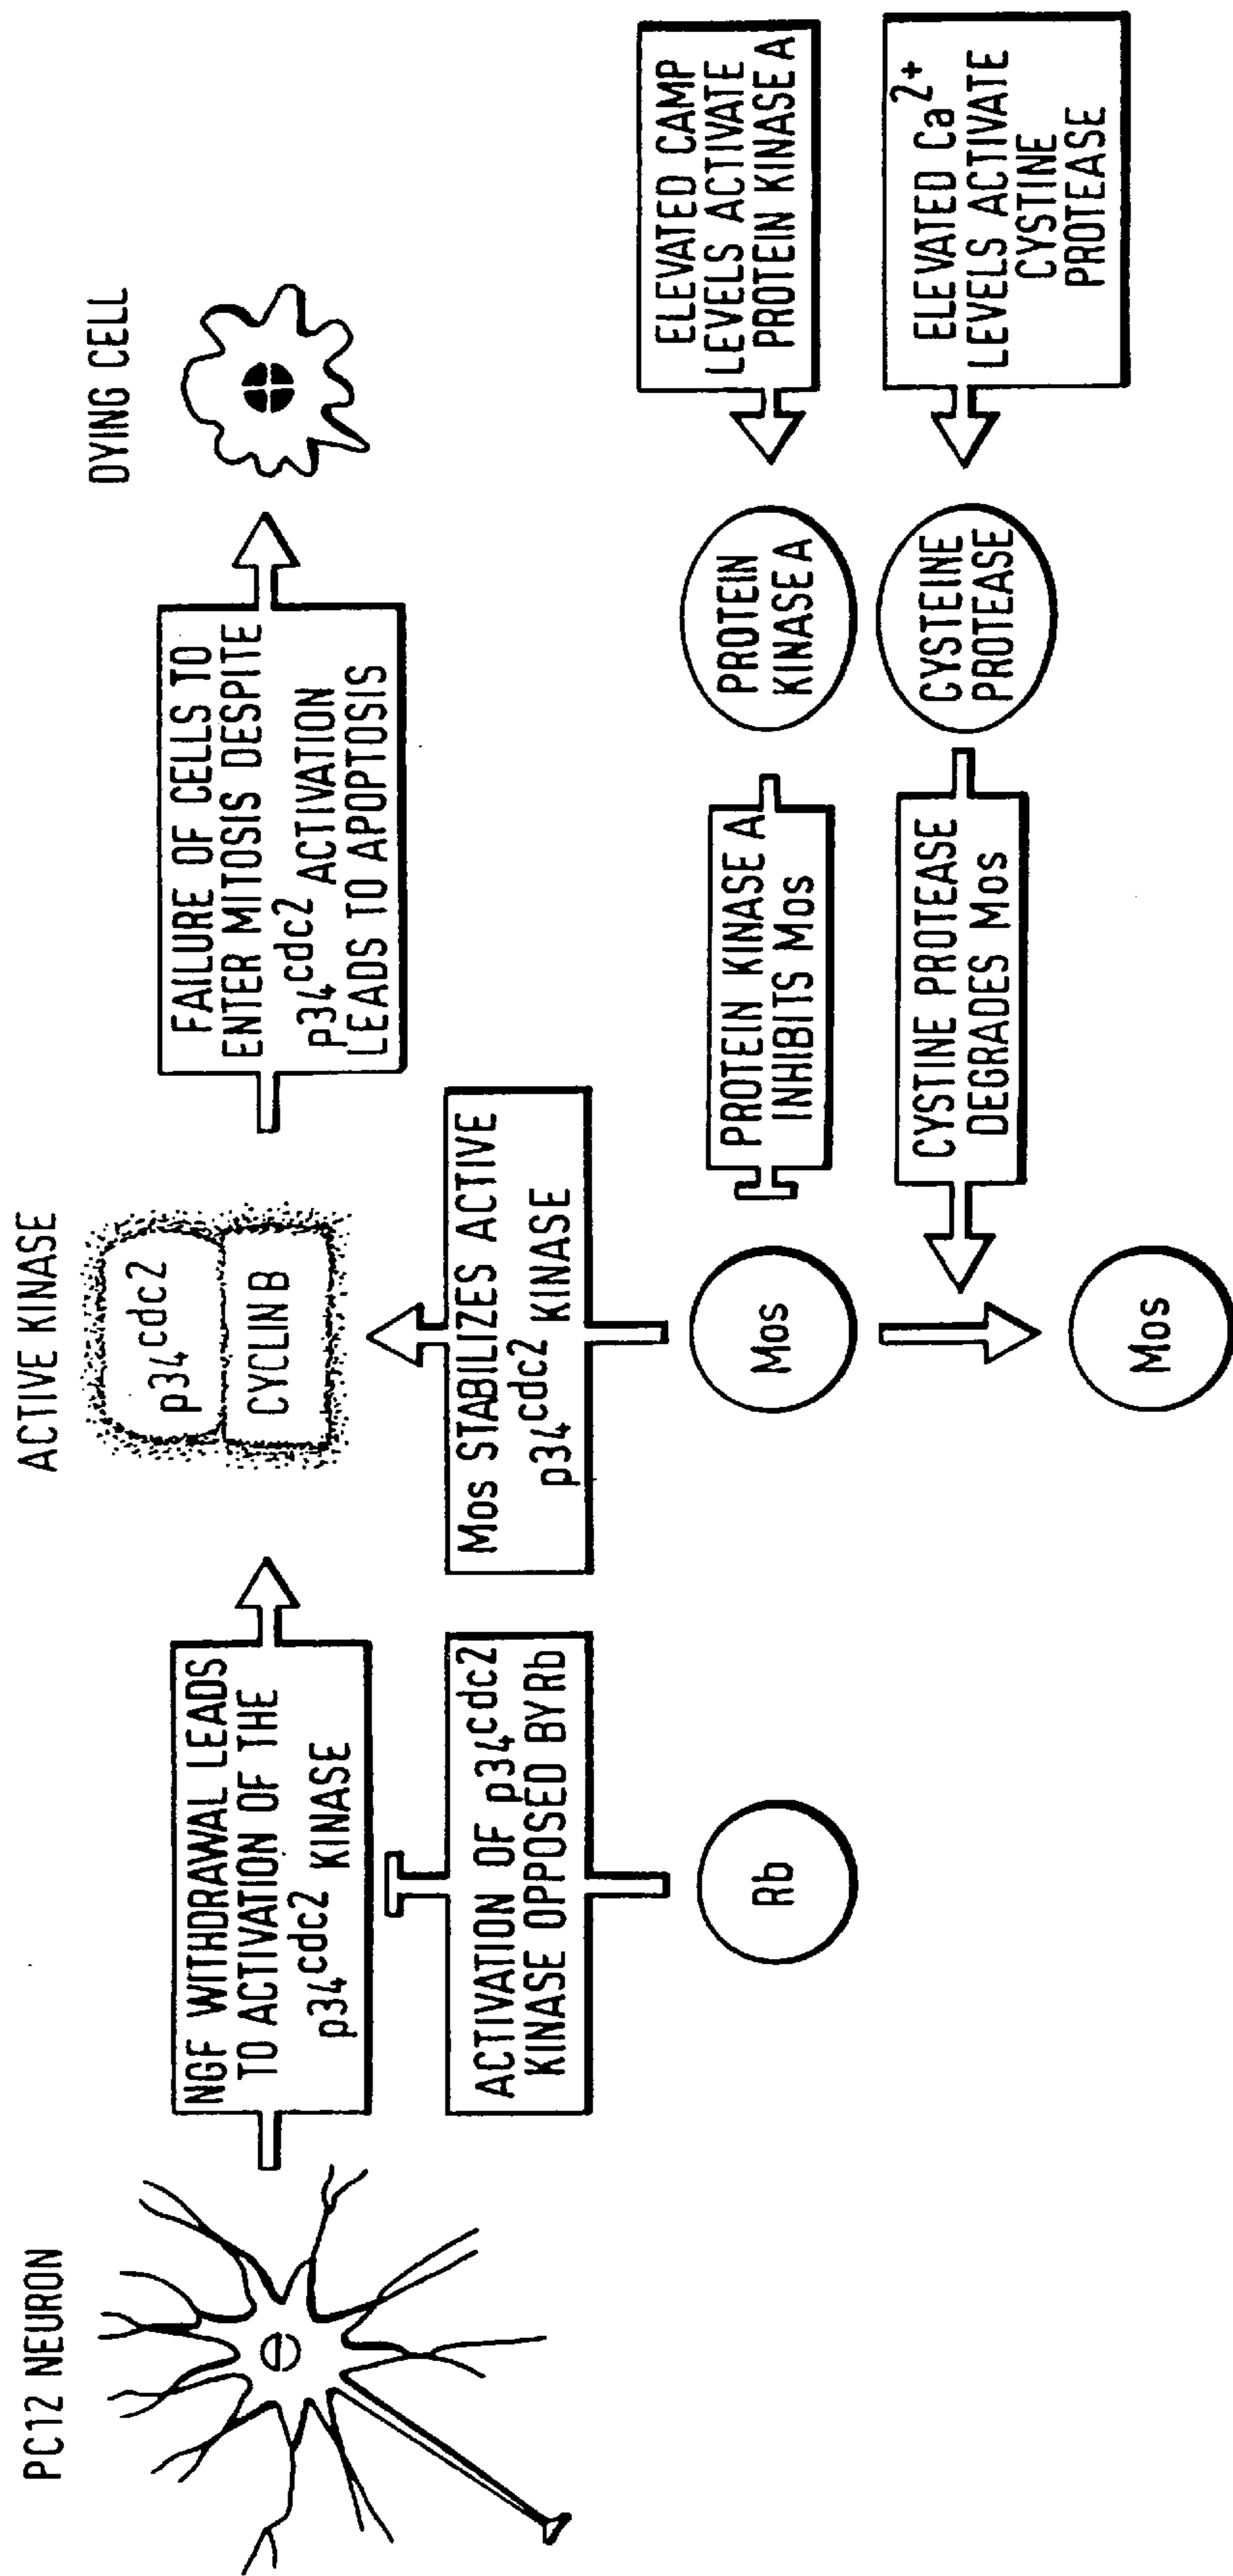 PC12 NEURON
NGF WITHDRAWAL LEADS
TO ACTIVATION OF THE
p34cdc2 KINASE
ACTIVATION OF p34cdc2
KINASE OPPOSED BY Rb
Rb
ACTIVE KINASE
p34cdc2
CYCLIN B
Mos STABILIZES ACTIVE
p34cdc2 KINASE
Mos
Mos
FAILURE OF CELLS TO
ENTER MITOSIS DESPITE
p34cdc2 ACTIVATION
LEADS TO APOPTOSIS
DYING CELL
PROTEIN KINASE A
INHIBITS Mos
CYSTINE PROTEASE
DEGRADES Mos
PROTEIN
KINASE A
CYSTEINE
PROTEASE
ELEVATED CAMP
LEVELS ACTIVATE
PROTEIN KINASE A
ELEVATED Ca2+
LEVELS ACTIVATE
CYSTINE
PROTEASE